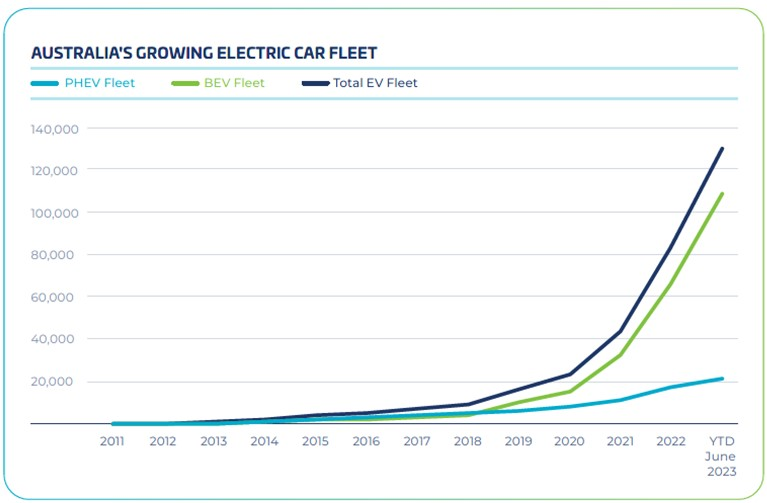 AUSTRALIA'S GROWING ELECTRIC CAR FLEET
PHEV Fleet BEV Fleet Total EV Fleet
140,000
120,000
100,000
80,000
60,000
40,000
20,000
2011 2012 2013 2014 2015 2016 2017 2018 2019 2020 2021 2022 YTD
June
2023